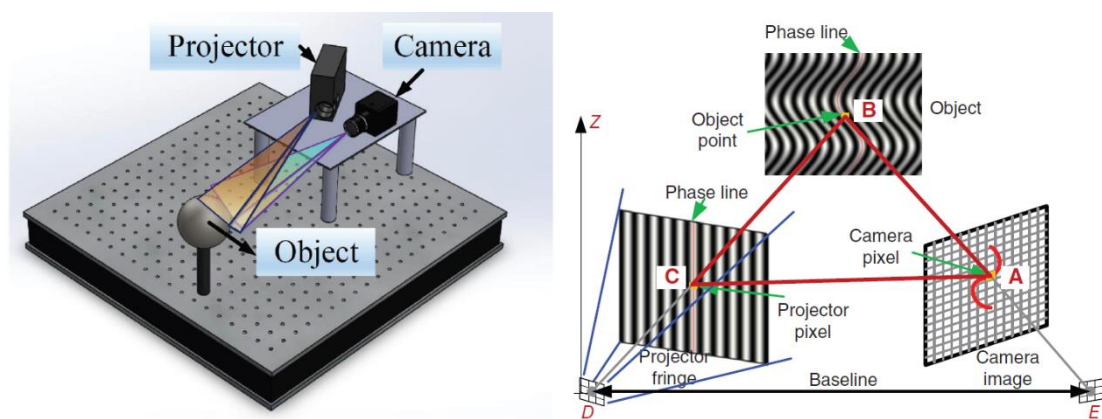 Projector
Camera
Object
Phase line
Z
Object
point
B
Object
Phase line
Camera
pixel
C
A
Projector
pixel
Projector
fringe
Baseline
Camera
image
D
E